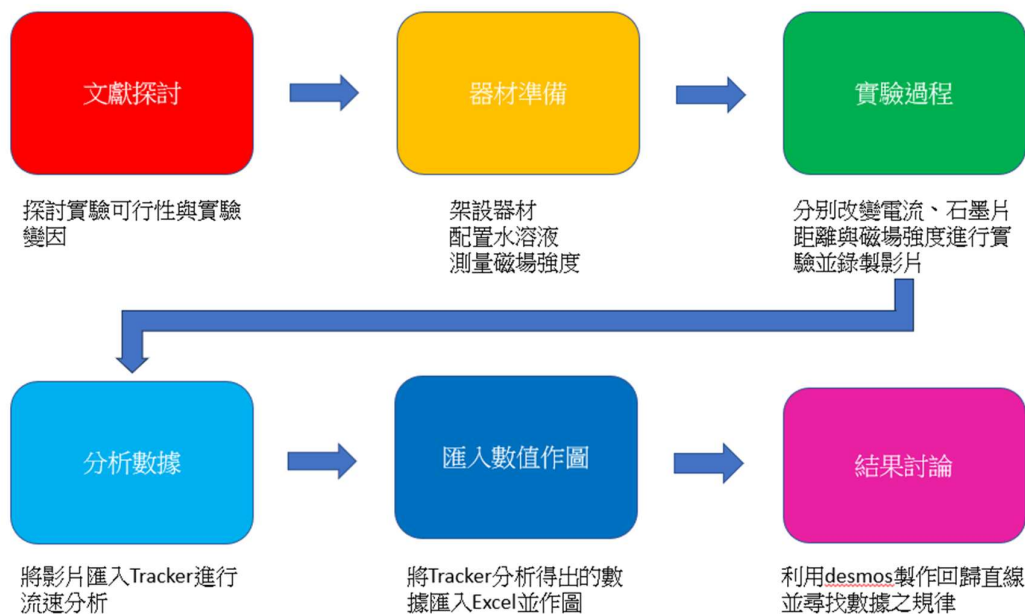 文獻探討
器材準備
實驗過程
探討實驗可行性與實驗
變因
架設器材
配置水溶液
測量磁場強度
分別改變電流、石墨片
距離與磁場強度進行實
驗並錄製影片
分析數據
匯入數值作圖
結果討論
將影片匯入Tracker進行
流速分析
將Tracker分析得出的數
據匯入Excel並作圖
利用desmos製作回歸直線
並尋找數據之規律